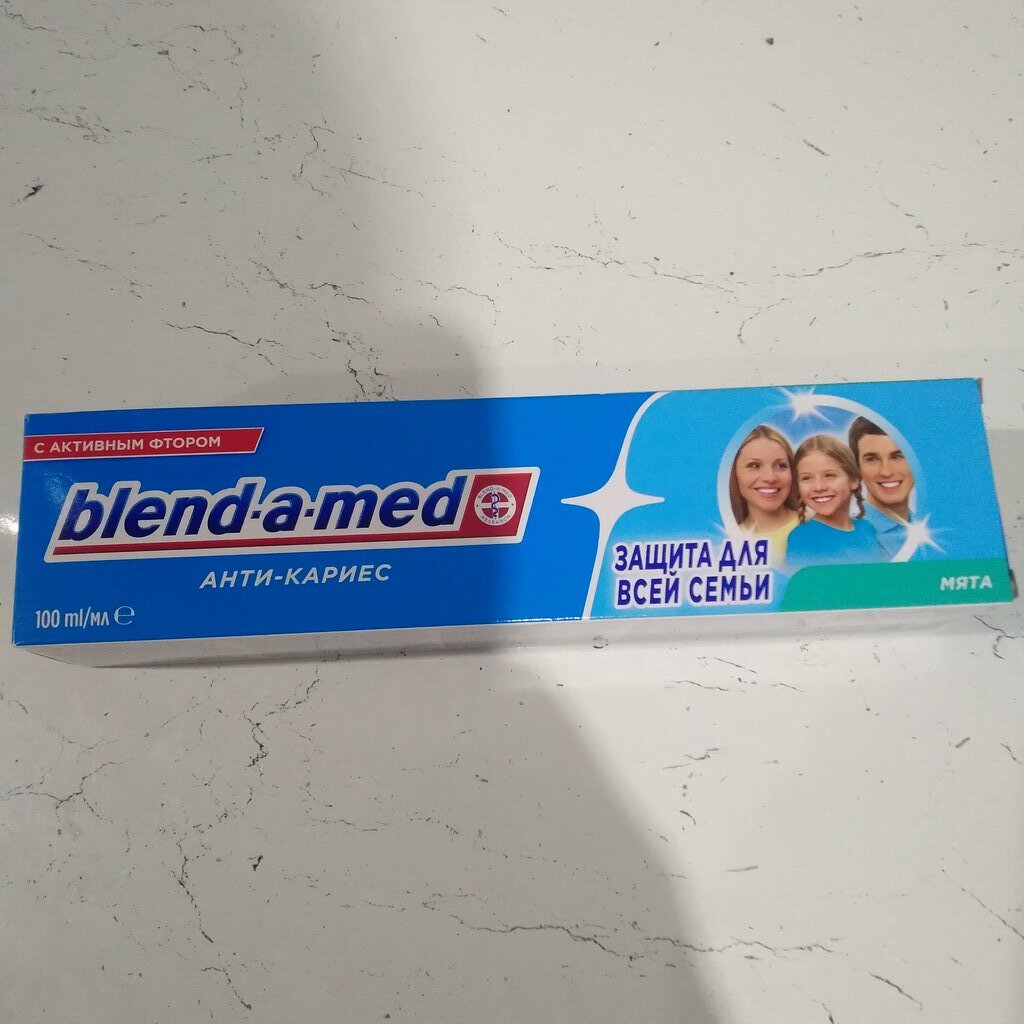 С АКТИВНЫМ ФТОРОМ
blend-a-med
АНТИ-КАРИЕС
100 ml/мл ℮
ЗАЩИТА ДЛЯ
ВСЕЙ СЕМЬИ
МЯТА